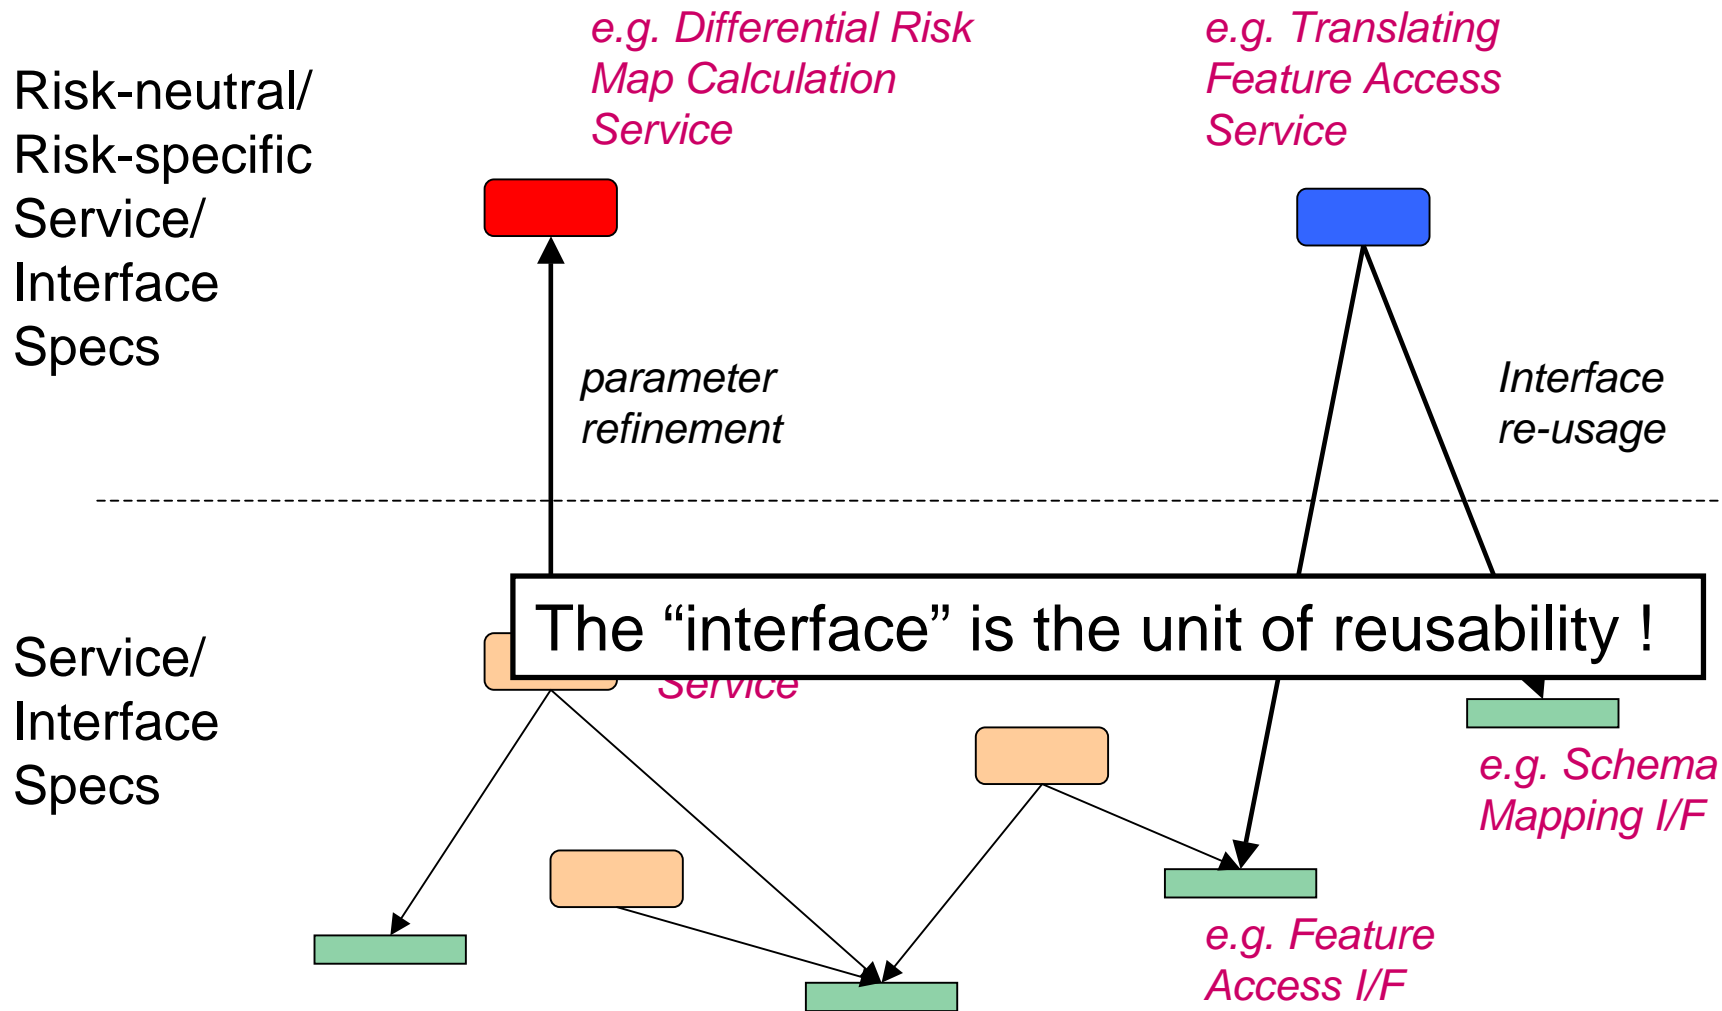 e.g. Differential Risk
Map Calculation
Service
e.g. Translating
Feature Access
Service
Risk-neutral/
Risk-specific
Service/
Interface
Specs
parameter
refinement
Interface
re-usage
The “interface” is the unit of reusability !
Service/
Interface
Specs
Service
e.g. Schema
Mapping I/F
e.g. Feature
Access I/F